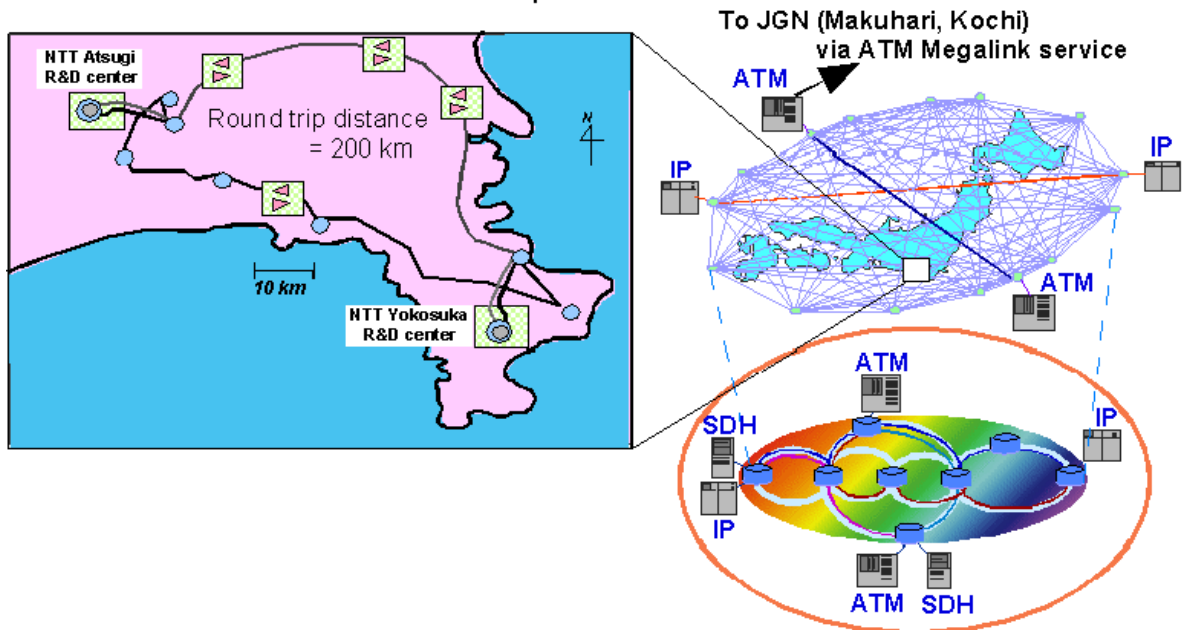 To JGN (Makuhari, Kochi)
via ATM Megalink service
NTT Atsugi
R&D center
Round trip distance
= 200 km
N
10 km
NTT Yokosuka
R&D center
ATM
IP
IP
ATM
ATM
SDH
IP
IP
ATM
SDH